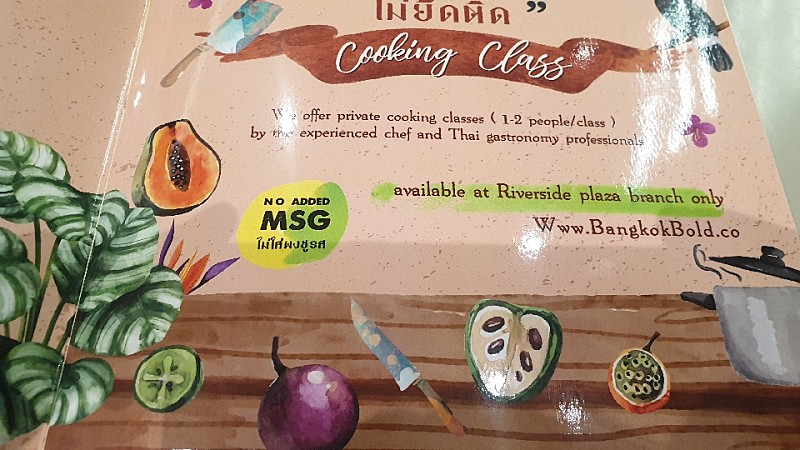 ไม่ยึดติด ”
Cooking Class
We offer private cooking classes ( 1-2 people/class )
by the experienced chef and Thai gastronomy professionals
available at Riverside plaza branch only
NO ADDED
MSG
ไม่ใส่ผงชูรส
Www.BangkokBold.co